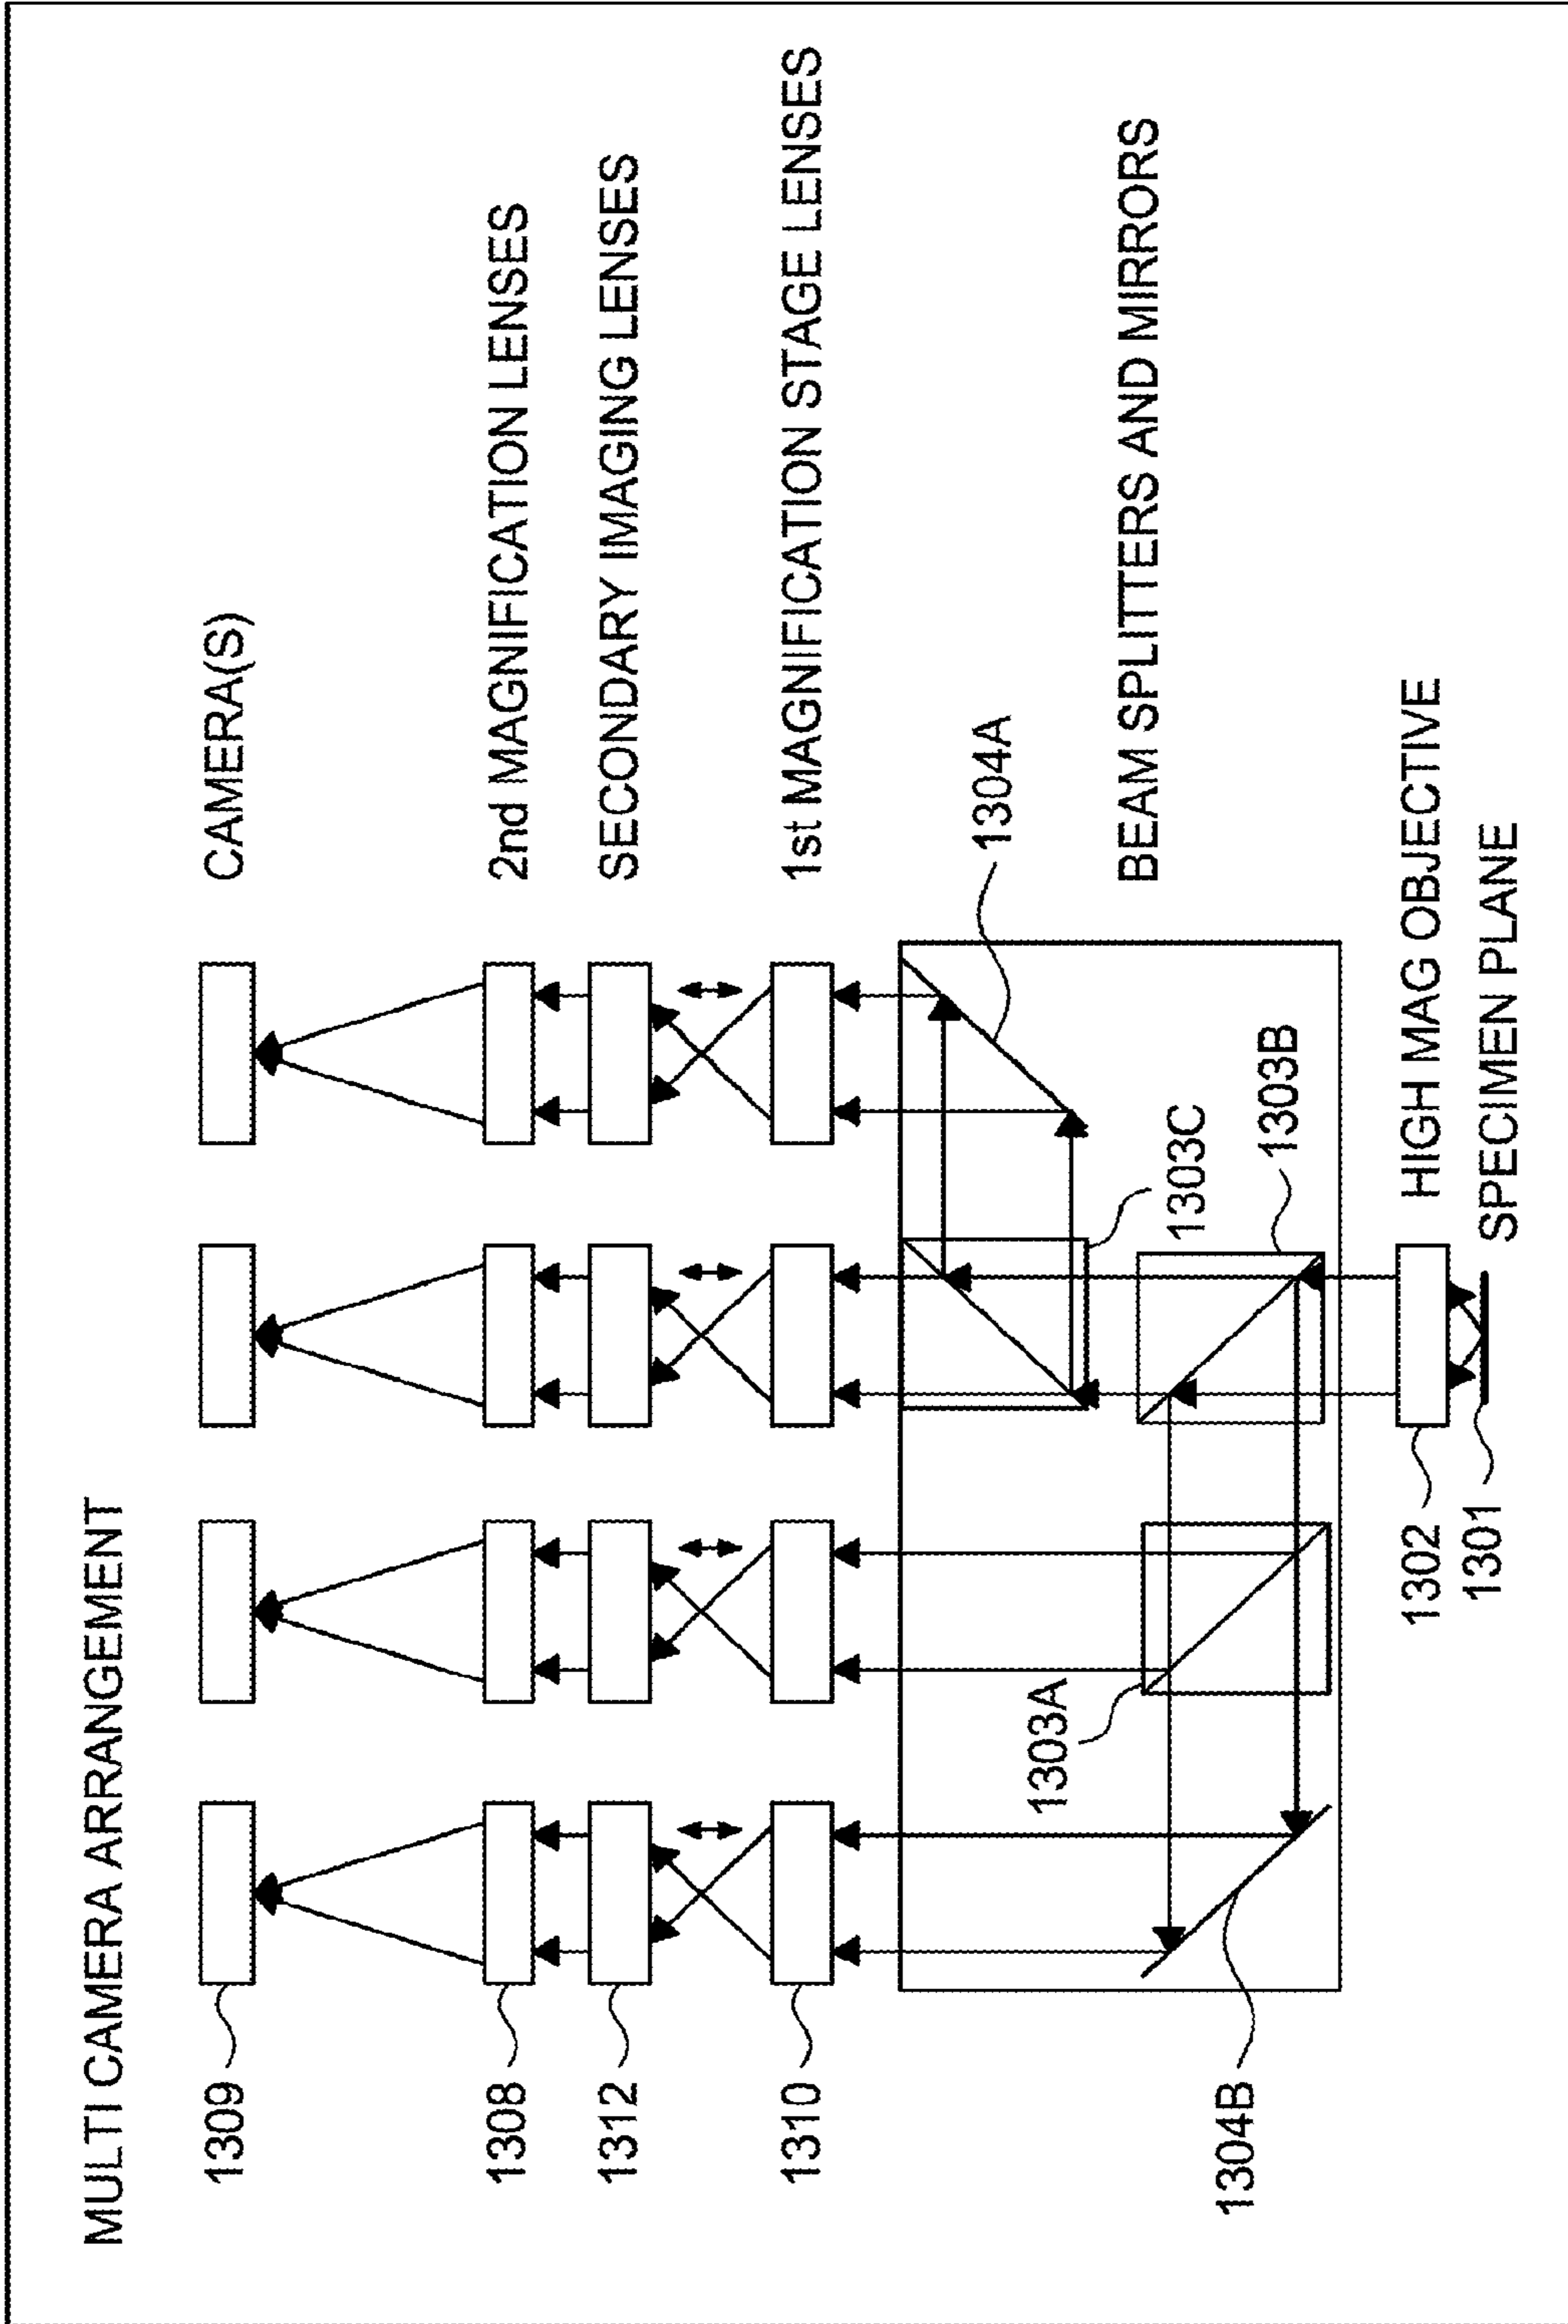 MULTI CAMERA ARRANGEMENT
1309
CAMERA(S)
1308
2nd MAGNIFICATION LENSES
1312
SECONDARY IMAGING LENSES
1310
1st MAGNIFICATION STAGE LENSES
1304A
BEAM SPLITTERS AND MIRRORS
1303C
1303A
1303B
1304B
1302
HIGH MAG OBJECTIVE
1301
SPECIMEN PLANE